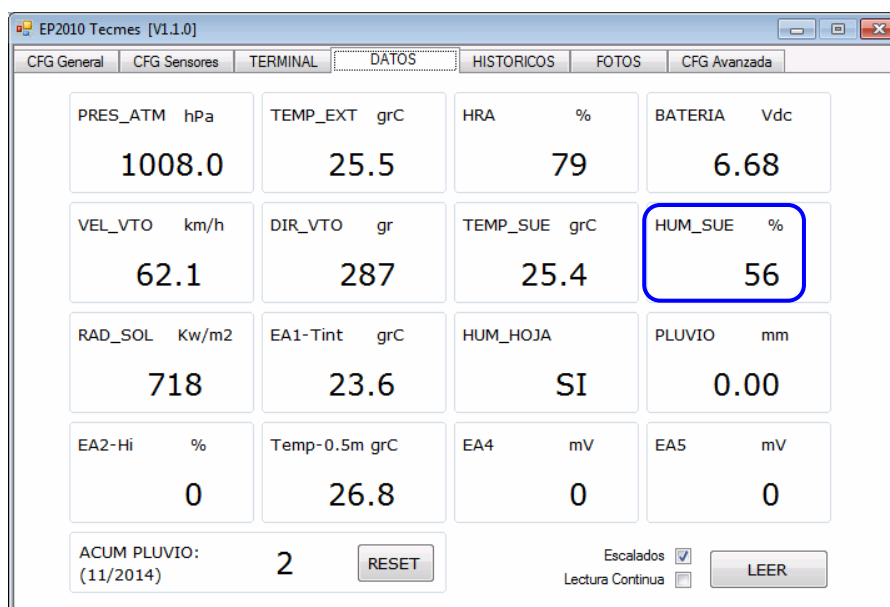 EP2010 Tecmes [V1.1.0]
CFG General CFG Sensores TERMINAL DATOS HISTORICOS FOTOS CFG Avanzada
PRES_ATM hPa TEMP_EXT grC HRA % BATERIA Vdc
1008.0 25.5 79 6.68
VEL_VTO km/h DIR_VTO gr TEMP_SUE grC HUM_SUE %
62.1 287 25.4 56
RAD_SOL Kw/m2 EA1-Tint grC HUM_HOJA PLUVIO mm
718 23.6 SI 0.00
EA2-Hi % Temp-0.5m grC EA4 mV EA5 mV
0 26.8 0 0
ACUM PLUVIO:
(11/2014) 2 RESET
Escalados
Lectura Continua
LEER